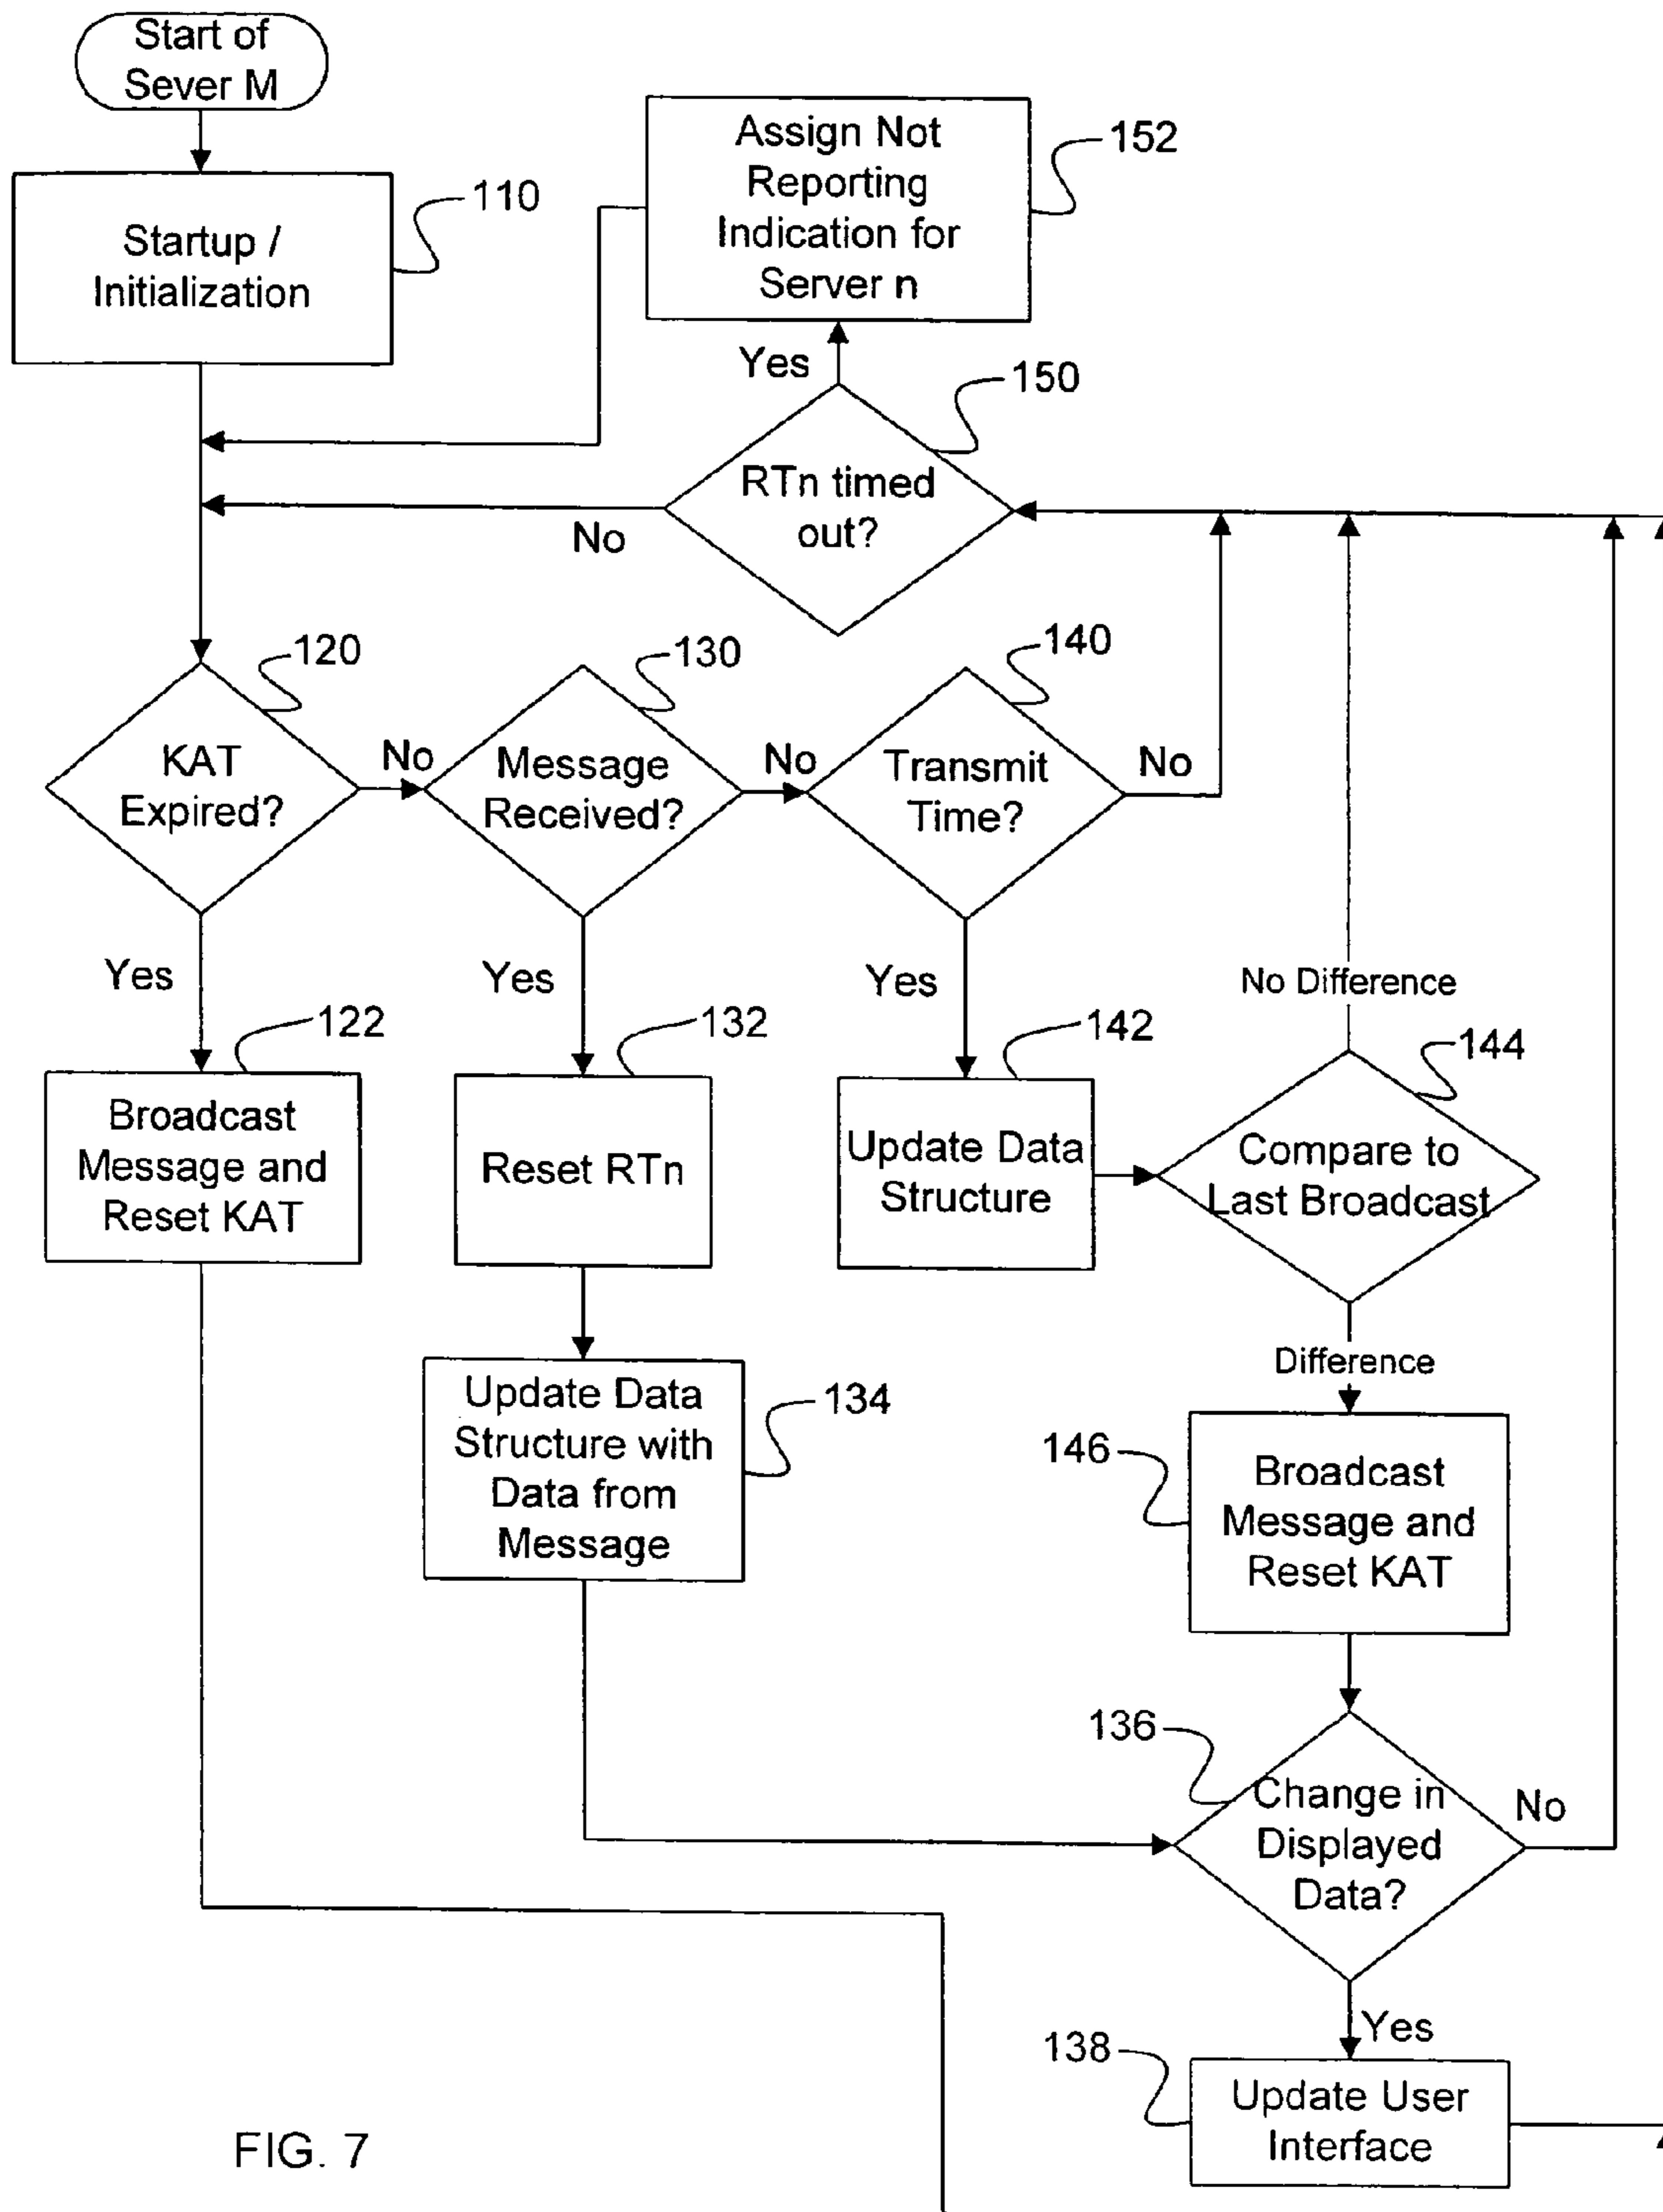 Start of
Sever M
Startup /
Initialization
110
Assign Not
Reporting
Indication for
Server n
152
Yes
150
RTn timed
out?
No
120
KAT
Expired?
No
130
Message
Received?
No
140
Transmit
Time?
No
Yes
Yes
Yes
No Difference
122
Broadcast
Message and
Reset KAT
132
Reset RTn
142
Update Data
Structure
144
Compare to
Last Broadcast
Difference
134
Update Data
Structure with
Data from
Message
146
Broadcast
Message and
Reset KAT
136
Change in
Displayed
Data?
No
Yes
138
Update User
Interface
FIG. 7